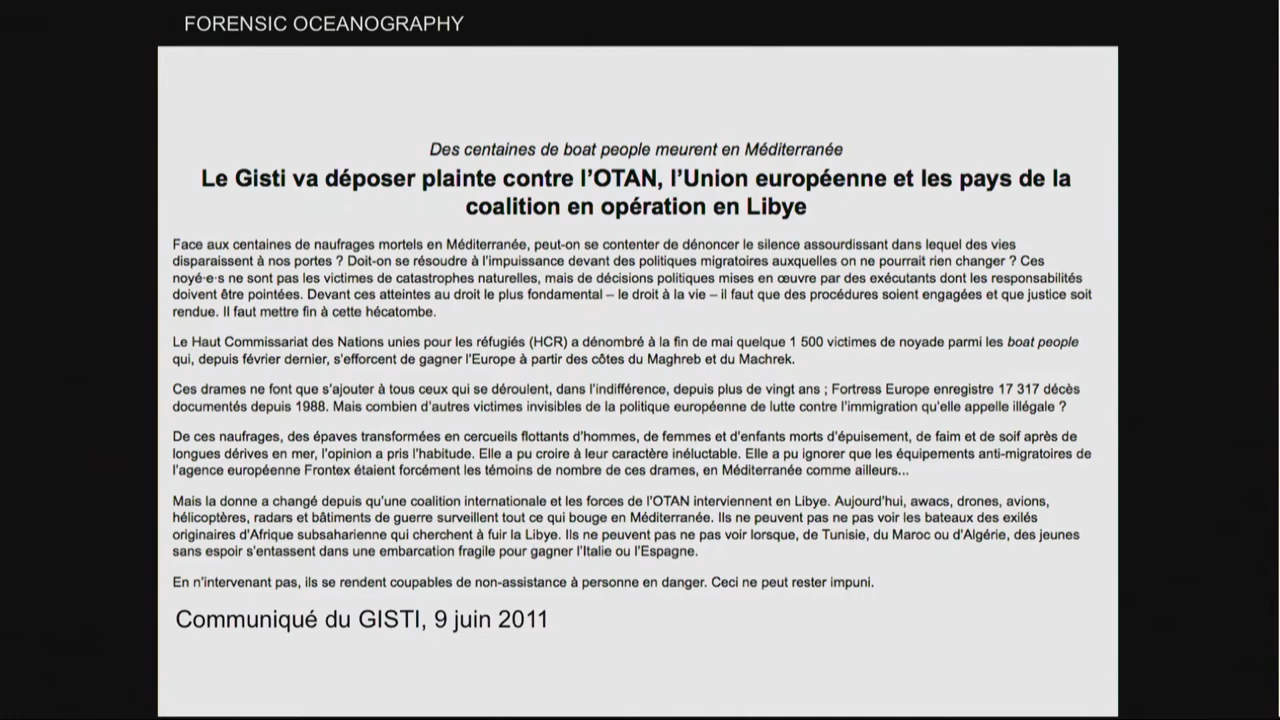 FORENSIC OCEANOGRAPHY
Des centaines de boat people meurent en Méditerranée
Le Gisti va déposer plainte contre l’OTAN, l’Union européenne et les pays de la
coalition en opération en Libye
Face aux centaines de naufrages mortels en Méditerranée, peut-on se contenter de dénoncer le silence assourdissant dans lequel des vies
disparaissent à nos portes ? Doit-on se résoudre à l’impuissance devant des politiques migratoires auxquelles on ne pourrait rien changer ? Ces
noyé·e·s ne sont pas les victimes de catastrophes naturelles, mais de décisions politiques mises en œuvre par des exécutants dont les responsabilités
doivent être pointées. Devant ces atteintes au droit le plus fondamental – le droit à la vie – il faut que des procédures soient engagées et que justice soit
rendue. Il faut mettre fin à cette hécatombe.
Le Haut Commissariat des Nations unies pour les réfugiés (HCR) a dénombré à la fin de mai quelque 1 500 victimes de noyade parmi les boat people
qui, depuis février dernier, s’efforcent de gagner l’Europe à partir des côtes du Maghreb et du Machrek.
Ces drames ne font que s’ajouter à tous ceux qui se déroulent, dans l’indifférence, depuis plus de vingt ans ; Fortress Europe enregistre 17 317 décès
documentés depuis 1988. Mais combien d’autres victimes invisibles de la politique européenne de lutte contre l’immigration qu’elle appelle illégale ?
De ces naufrages, des épaves transformées en cercueils flottants d’hommes, de femmes et d’enfants morts d’épuisement, de faim et de soif après de
longues dérives en mer, l’opinion a pris l’habitude. Elle a pu croire à leur caractère inéluctable. Elle a pu ignorer que les équipements anti-migratoires de
l’agence européenne Frontex étaient forcément les témoins de nombre de ces drames, en Méditerranée comme ailleurs...
Mais la donne a changé depuis qu’une coalition internationale et les forces de l’OTAN interviennent en Libye. Aujourd’hui, awacs, drones, avions,
hélicoptères, radars et bâtiments de guerre surveillent tout ce qui bouge en Méditerranée. Ils ne peuvent pas ne pas voir les bateaux des exilés
originaires d’Afrique subsaharienne qui cherchent à fuir la Libye. Ils ne peuvent pas ne pas voir lorsque, de Tunisie, du Maroc ou d’Algérie, des jeunes
sans espoir s’entassent dans une embarcation fragile pour gagner l’Italie ou l’Espagne.
En n’intervenant pas, ils se rendent coupables de non-assistance à personne en danger. Ceci ne peut rester impuni.
Communiqué du GISTI, 9 juin 2011